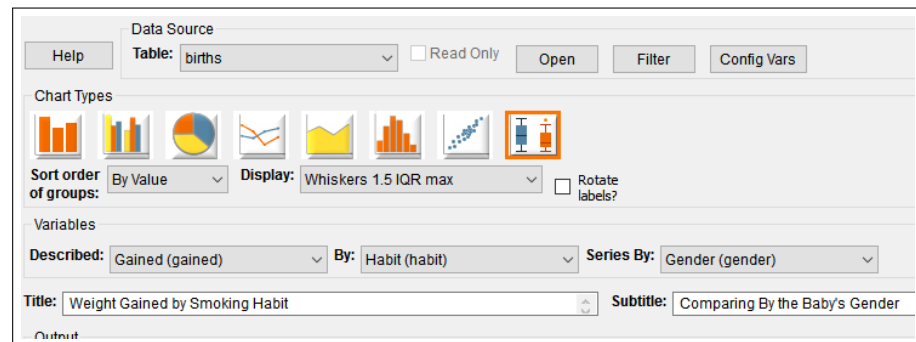 Data Source
Help Table: births Read Only Open Filter Config Vars
Chart Types
Sort order of groups: By Value Display: Whiskers 1.5 IQR max Rotate labels?
Variables
Described: Gained (gained) By: Habit (habit) Series By: Gender (gender)
Title: Weight Gained by Smoking Habit Subtitle: Comparing By the Baby's Gender
Output